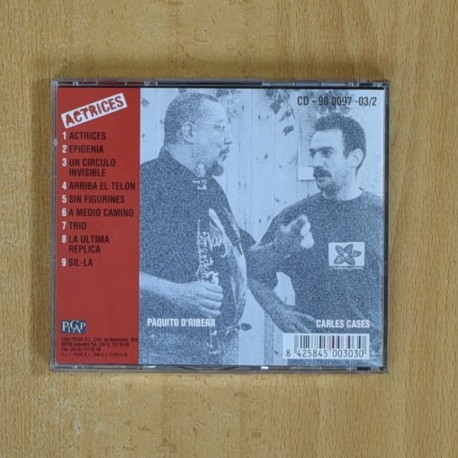 ACTRICES
CD - 90 0097 -03/2
1 ACTRICES
2 EFIGENIA
3 UN CIRCULO
INVISIBLE
4 ARRIBA EL TELON
5 SIN FIGURINES
6 A MEDIO CAMINO
7 TRIO
8 LA ULTIMA
REPLICA
9 SIL-LA
PAQUITO D'RIBERA
CARLES CASES
PICAP
8 425845 003030